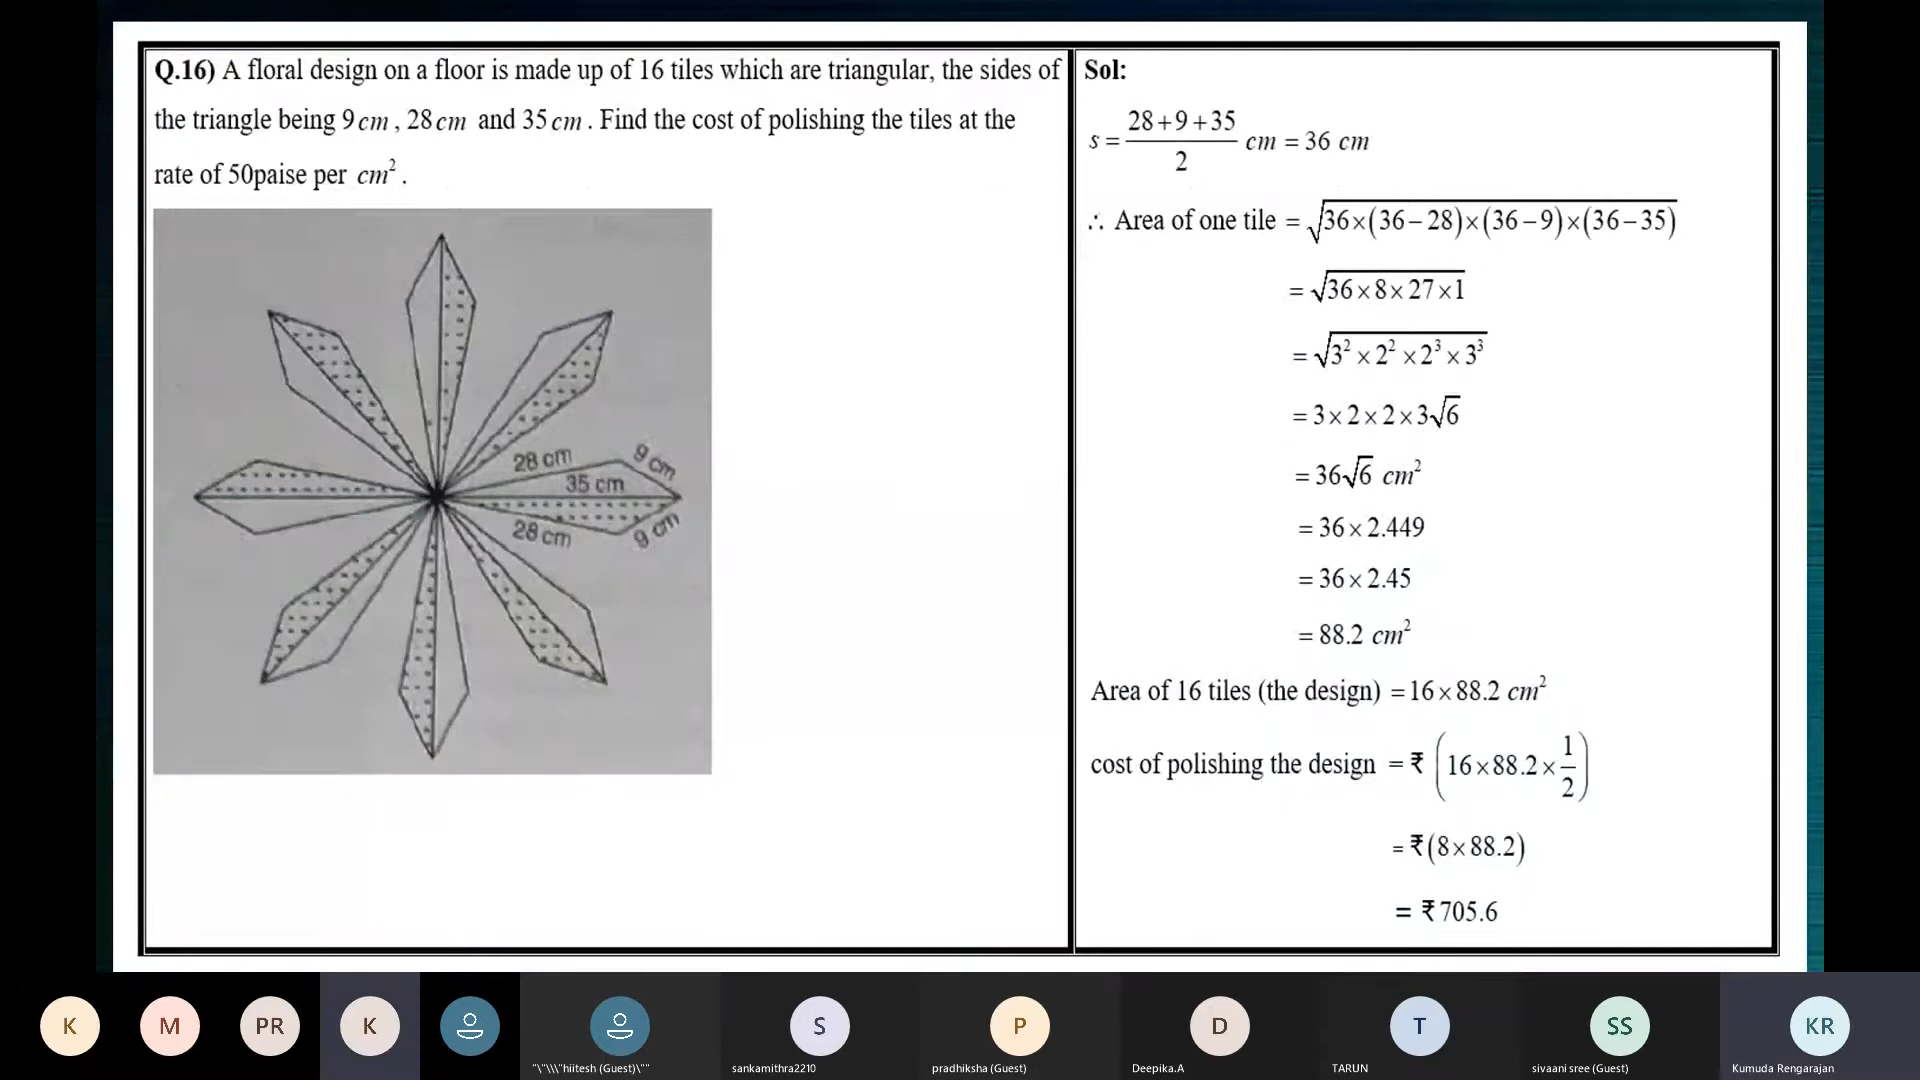 Q.16) A floral design on a floor is made up of 16 tiles which are triangular, the sides of
the triangle being 9 cm , 28 cm and 35 cm . Find the cost of polishing the tiles at the
rate of 50paise per cm² .
28 cm
9 cm
35 cm
28 cm
9 cm
Sol:
s = (28+9+35)/2 cm = 36 cm
∴ Area of one tile = √(36×(36−28)×(36−9)×(36−35))
= √(36×8×27×1)
= √(3² × 2² × 2³ × 3³)
= 3×2×2×3√6
= 36√6 cm²
= 36×2.449
= 36×2.45
= 88.2 cm²
Area of 16 tiles (the design) = 16×88.2 cm²
cost of polishing the design = ₹ (16×88.2×1/2)
= ₹(8×88.2)
= ₹705.6
K M PR K S P D T SS KR
"\"\\\"hiitesh (Guest)\"" sankamithra2210 pradhiksha (Guest) Deepika.A TARUN sivaani sree (Guest) Kumuda Rengarajan